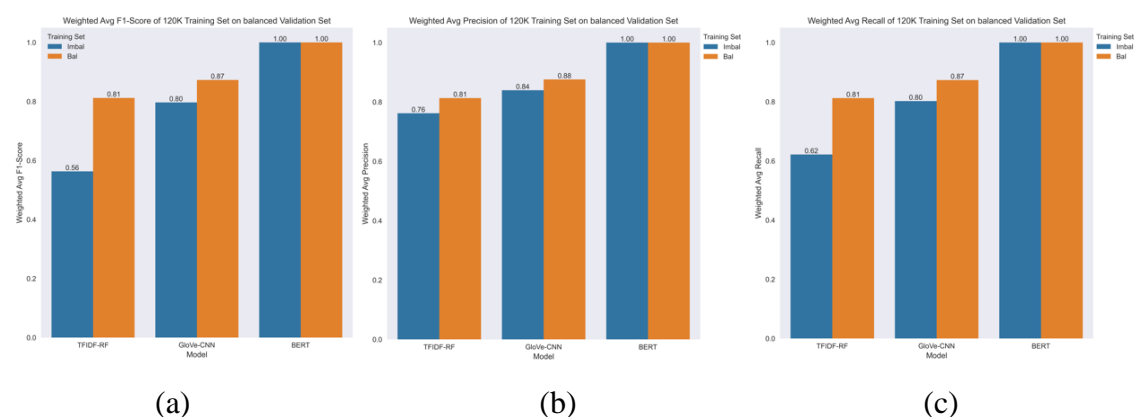 Weighted Avg F1-Score of 120K Training Set on balanced Validation Set
Training Set
Imbal
Bal
1.0
0.8
0.6
0.4
0.2
0.0
Weighted Avg F1-Score
0.56
0.81
0.80
0.87
1.00
1.00
TFIDF-RF
GloVe-CNN
BERT
Model
(a)
Weighted Avg Precision of 120K Training Set on balanced Validation Set
Training Set
Imbal
Bal
1.0
0.8
0.6
0.4
0.2
0.0
Weighted Avg Precision
0.76
0.81
0.84
0.88
1.00
1.00
TFIDF-RF
GloVe-CNN
BERT
Model
(b)
Weighted Avg Recall of 120K Training Set on balanced Validation Set
Training Set
Imbal
Bal
1.0
0.8
0.6
0.4
0.2
0.0
Weighted Avg Recall
0.62
0.81
0.80
0.87
1.00
1.00
TFIDF-RF
GloVe-CNN
BERT
Model
(c)